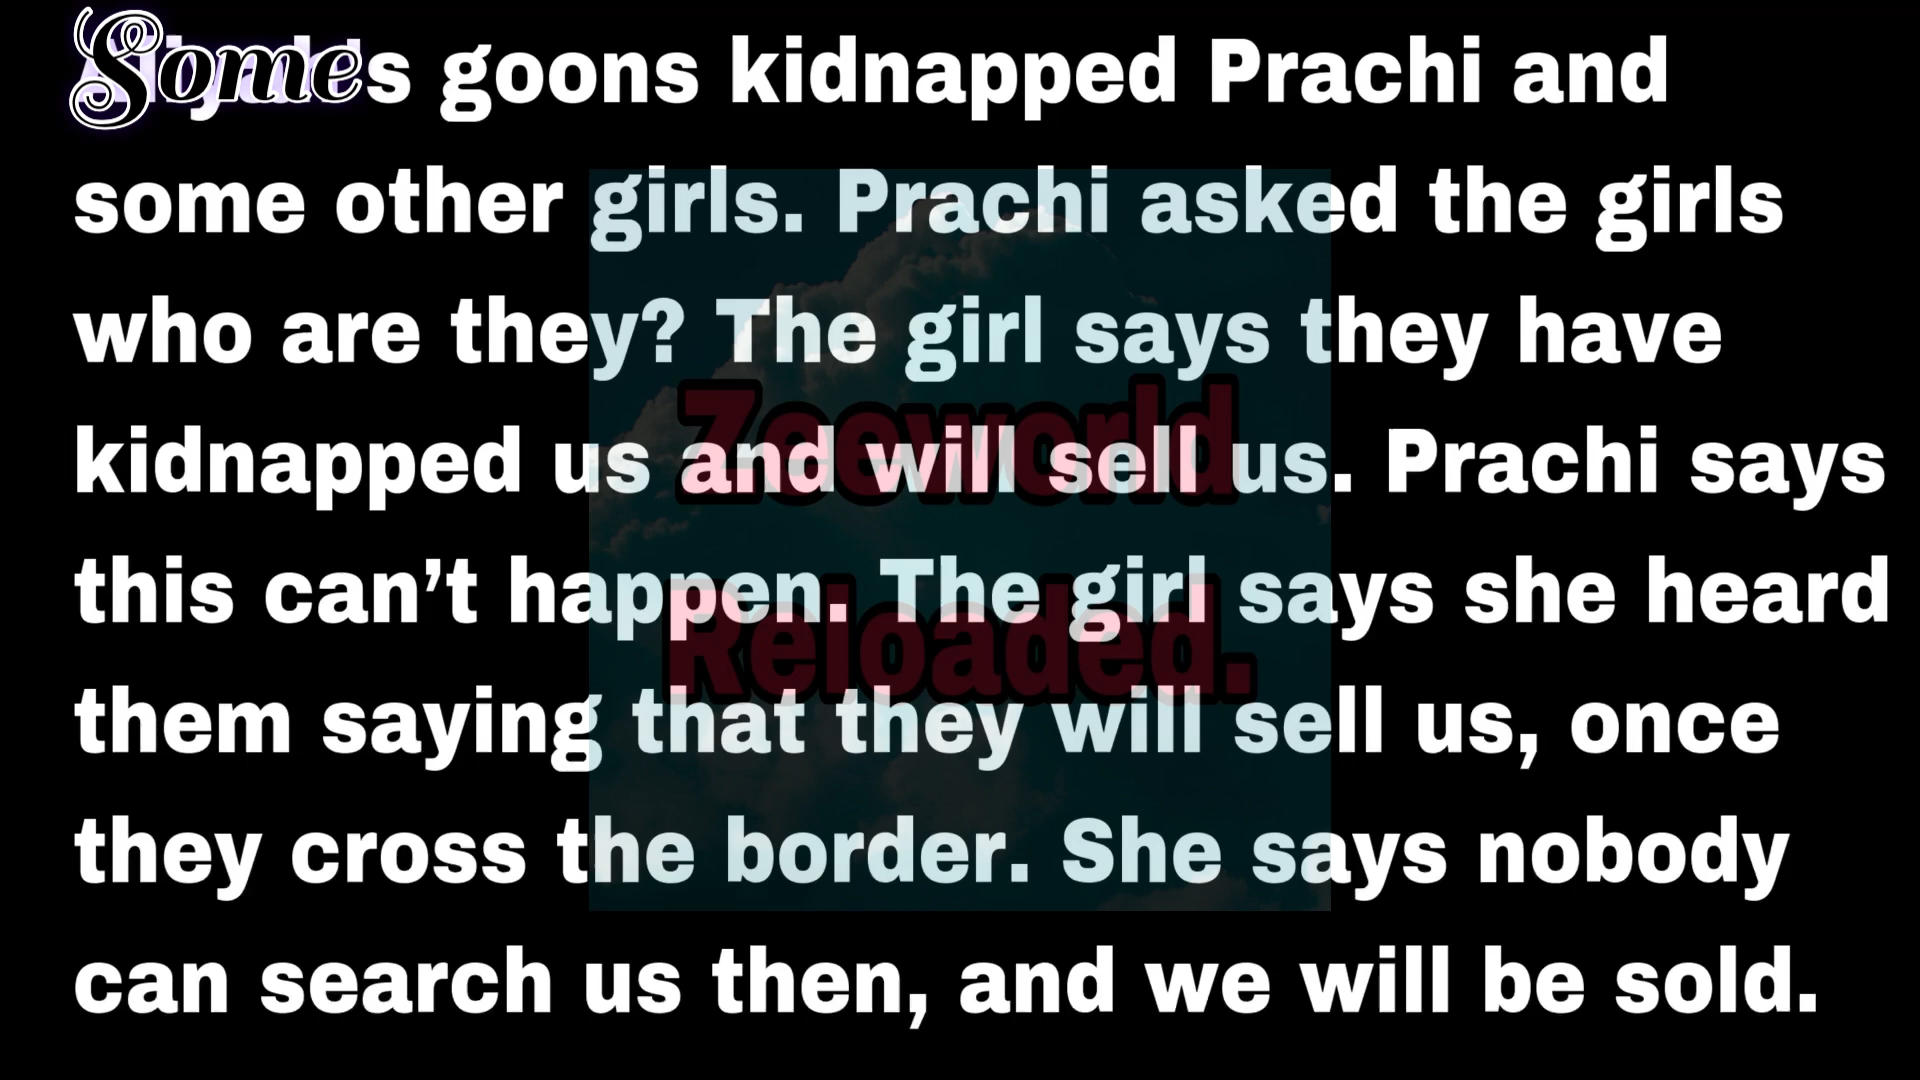 Some
s goons kidnapped Prachi and
some other girls. Prachi asked the girls
who are they? The girl says they have
kidnapped us and will sell us. Prachi says
this can’t happen. The girl says she heard
them saying that they will sell us, once
they cross the border. She says nobody
can search us then, and we will be sold.
Zeeworld
Reloaded.